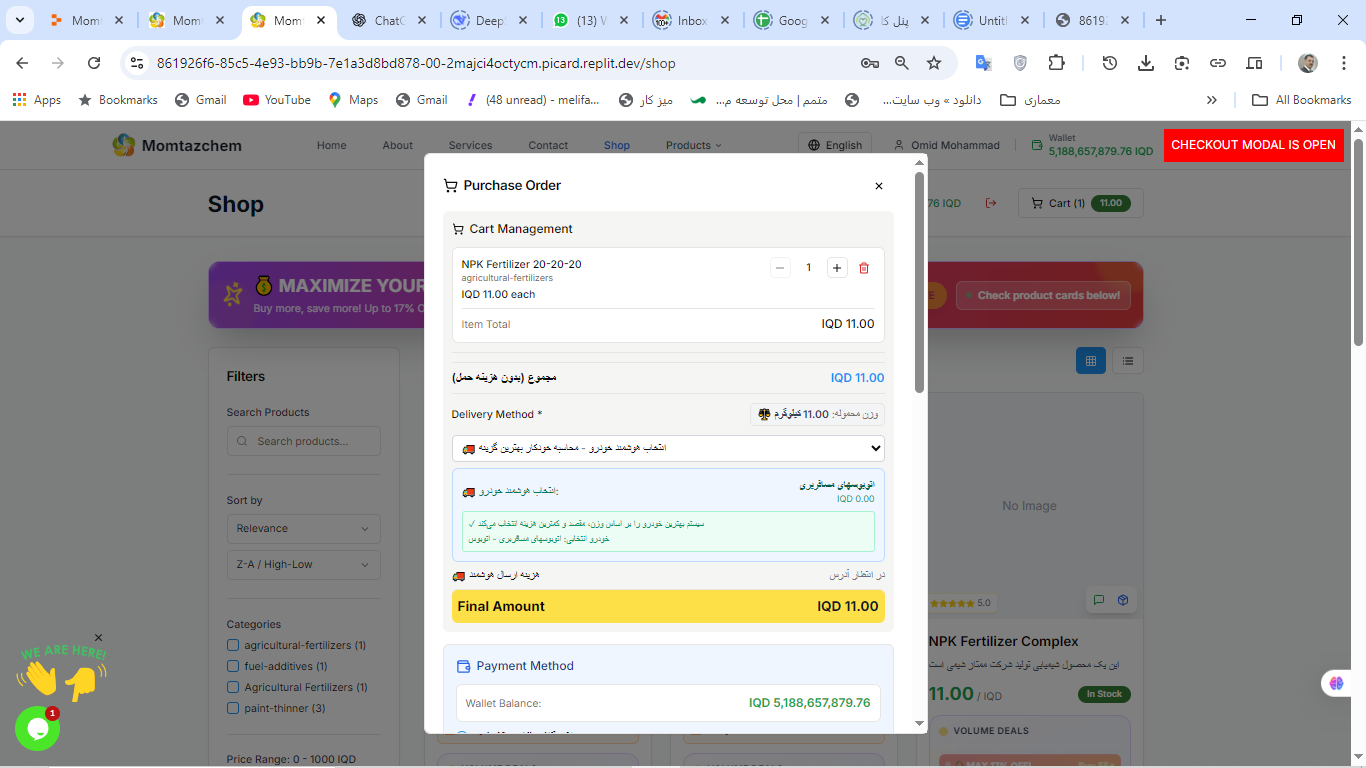 Momt
Momt
Momt
ChatG
Deep
(13) W
Inbox
Goog
پنل کا
Untitl
86192
861926f6-85c5-4e93-bb9b-7e1a3d8bd878-00-2majci4octycm.picard.replit.dev/shop
Apps
Bookmarks
Gmail
YouTube
Maps
Gmail
(48 unread) - melifa...
میز کار
متمم | محل توسعه م...
دانلود » وب سایت...
معماری
All Bookmarks
Momtazchem
Home
About
Services
Contact
Shop
Products
English
Omid Mohammad
Wallet
5,188,657,879.76 IQD
CHECKOUT MODAL IS OPEN
Shop
76 IQD
Cart (1)
11.00
MAXIMIZE YOUR
Buy more, save more! Up to 17% O
Check product cards below!
Purchase Order
Cart Management
NPK Fertilizer 20-20-20
agricultural-fertilizers
IQD 11.00 each
1
Item Total
IQD 11.00
مجموع (بدون هزینه حمل)
IQD 11.00
Delivery Method *
وزن محموله: 11.00 کیلوگرم
انتخاب هوشمند خودرو - محاسبه خودکار بهترین گزینه
انتخاب هوشمند خودرو:
اتوبوسهای مسافربری
IQD 0.00
✓ سیستم بهترین خودرو را بر اساس وزن، مقصد و کمترین هزینه انتخاب می‌کند
خودرو انتخابی: اتوبوسهای مسافربری - اتوبوس
هزینه ارسال هوشمند
در انتظار آدرس
Final Amount
IQD 11.00
Payment Method
Wallet Balance:
IQD 5,188,657,879.76
Filters
Search Products
Search products...
Sort by
Relevance
Z-A / High-Low
Categories
agricultural-fertilizers (1)
fuel-additives (1)
Agricultural Fertilizers (1)
paint-thinner (3)
Price Range: 0 - 1000 IQD
WE ARE HERE!
1
No Image
5.0
NPK Fertilizer Complex
این یک محصول شیمیایی تولید شرکت ممتاز شیمی است
11.00 / IQD
In Stock
VOLUME DEALS